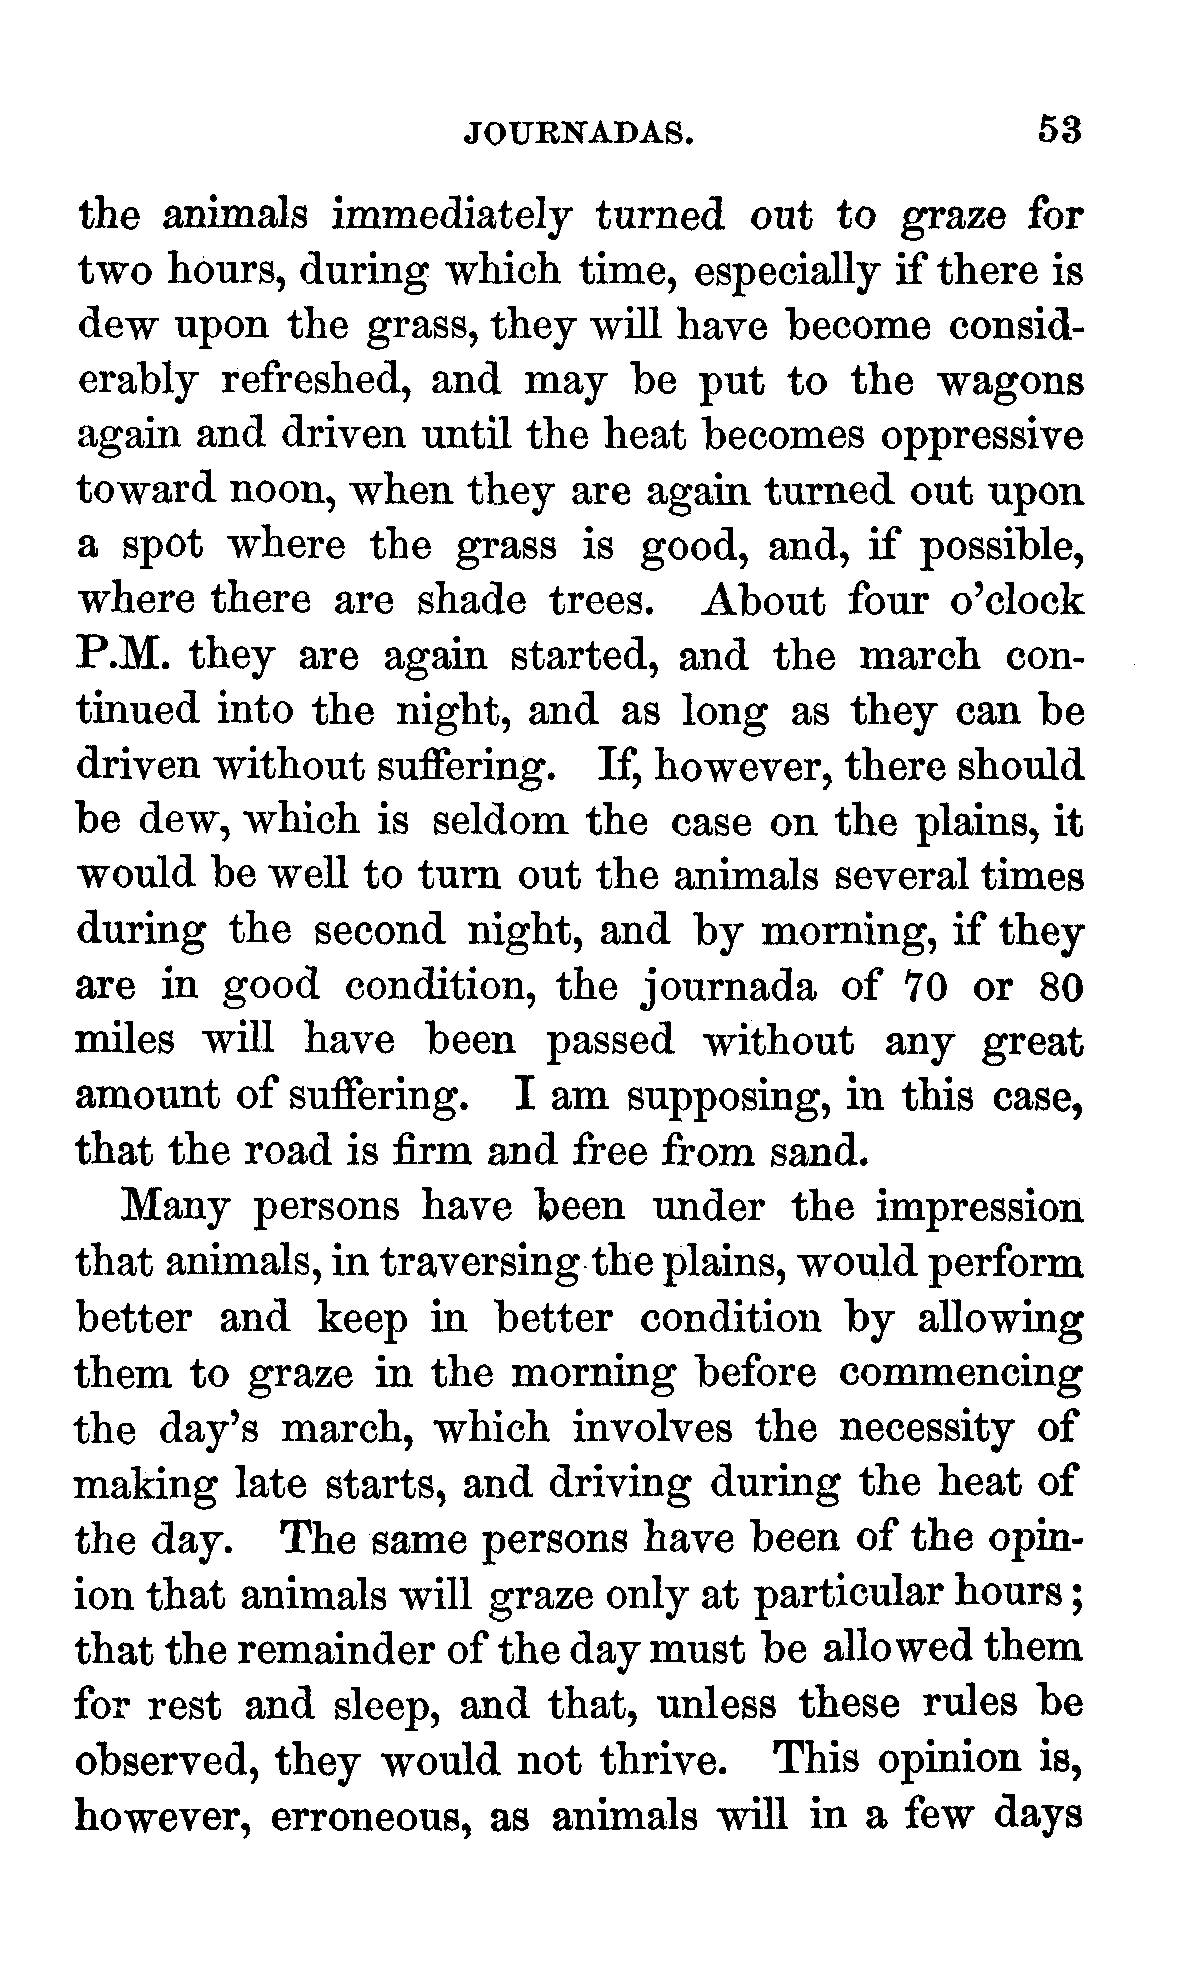 JOURNADAS. 53
the animals immediately turned out to graze for
two hours, during which time, especially if there is
dew upon the grass, they will have become consid-
erably refreshed, and may be put to the wagons
again and driven until the heat becomes oppressive
toward noon, when they are again turned out upon
a spot where the grass is good, and, if possible,
where there are shade trees. About four o'clock
P.M. they are again started, and the march con-
tinued into the night, and as long as they can be
driven without suffering. If, however, there should
be dew, which is seldom the case on the plains, it
would be well to turn out the animals several times
during the second night, and by morning, if they
are in good condition, the journada of 70 or 80
miles will have been passed without any great
amount of suffering. I am supposing, in this case,
that the road is firm and free from sand.
Many persons have been under the impression
that animals, in traversing the plains, would perform
better and keep in better condition by allowing
them to graze in the morning before commencing
the day's march, which involves the necessity of
making late starts, and driving during the heat of
the day. The same persons have been of the opin-
ion that animals will graze only at particular hours;
that the remainder of the day must be allowed them
for rest and sleep, and that, unless these rules be
observed, they would not thrive. This opinion is,
however, erroneous, as animals will in a few days